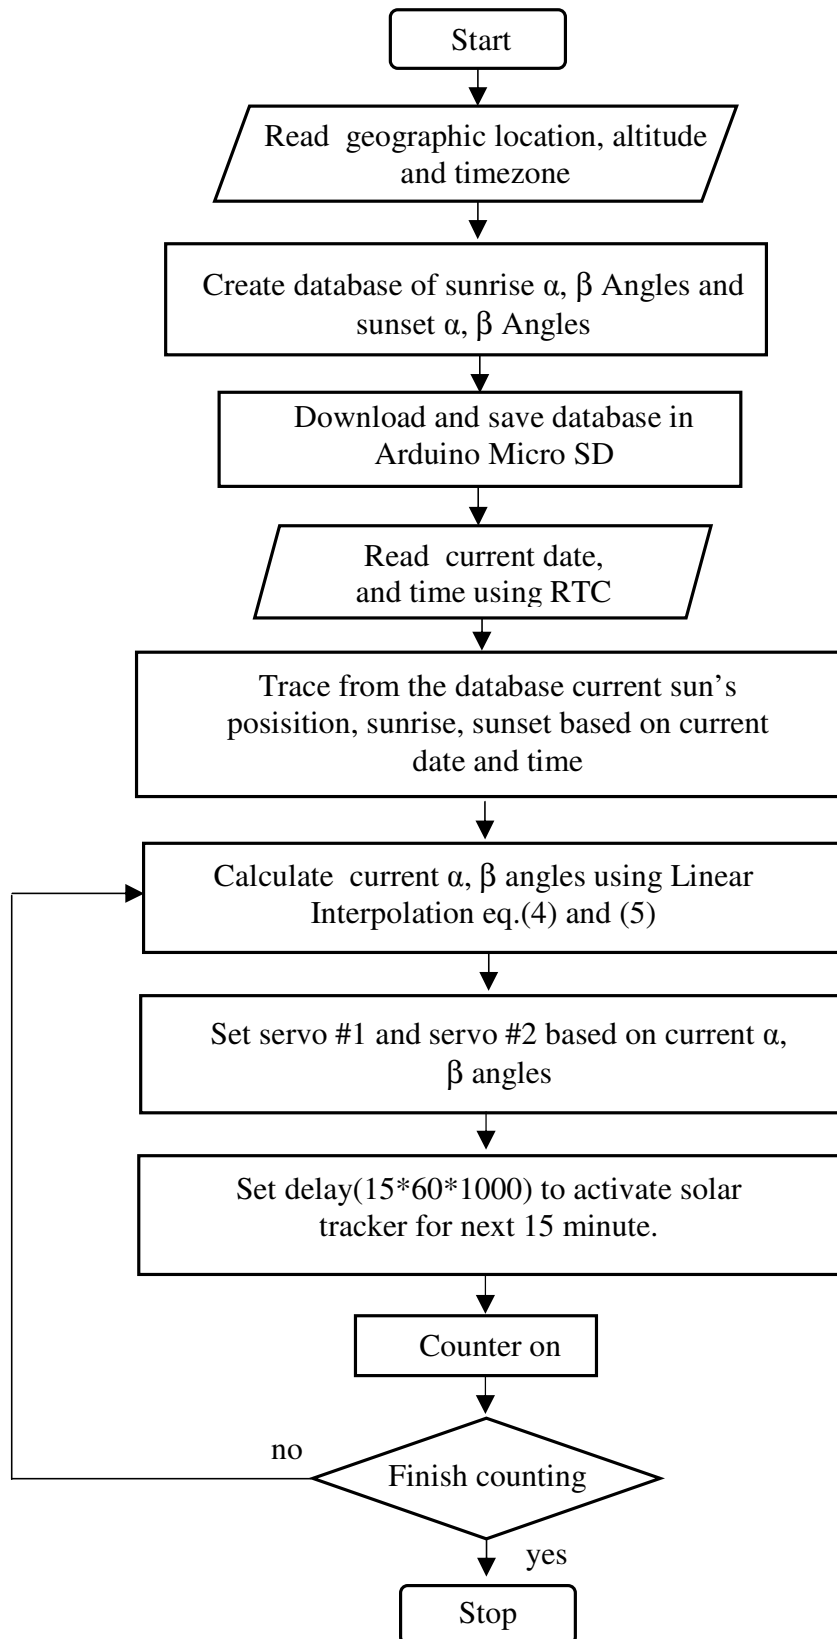 Start
Read geographic location, altitude
and timezone
Create database of sunrise α, β Angles and
sunset α, β Angles
Download and save database in
Arduino Micro SD
Read current date,
and time using RTC
Trace from the database current sun’s
posisition, sunrise, sunset based on current
date and time
Calculate current α, β angles using Linear
Interpolation eq.(4) and (5)
Set servo #1 and servo #2 based on current α,
β angles
Set delay(15*60*1000) to activate solar
tracker for next 15 minute.
Counter on
no
Finish counting
yes
Stop